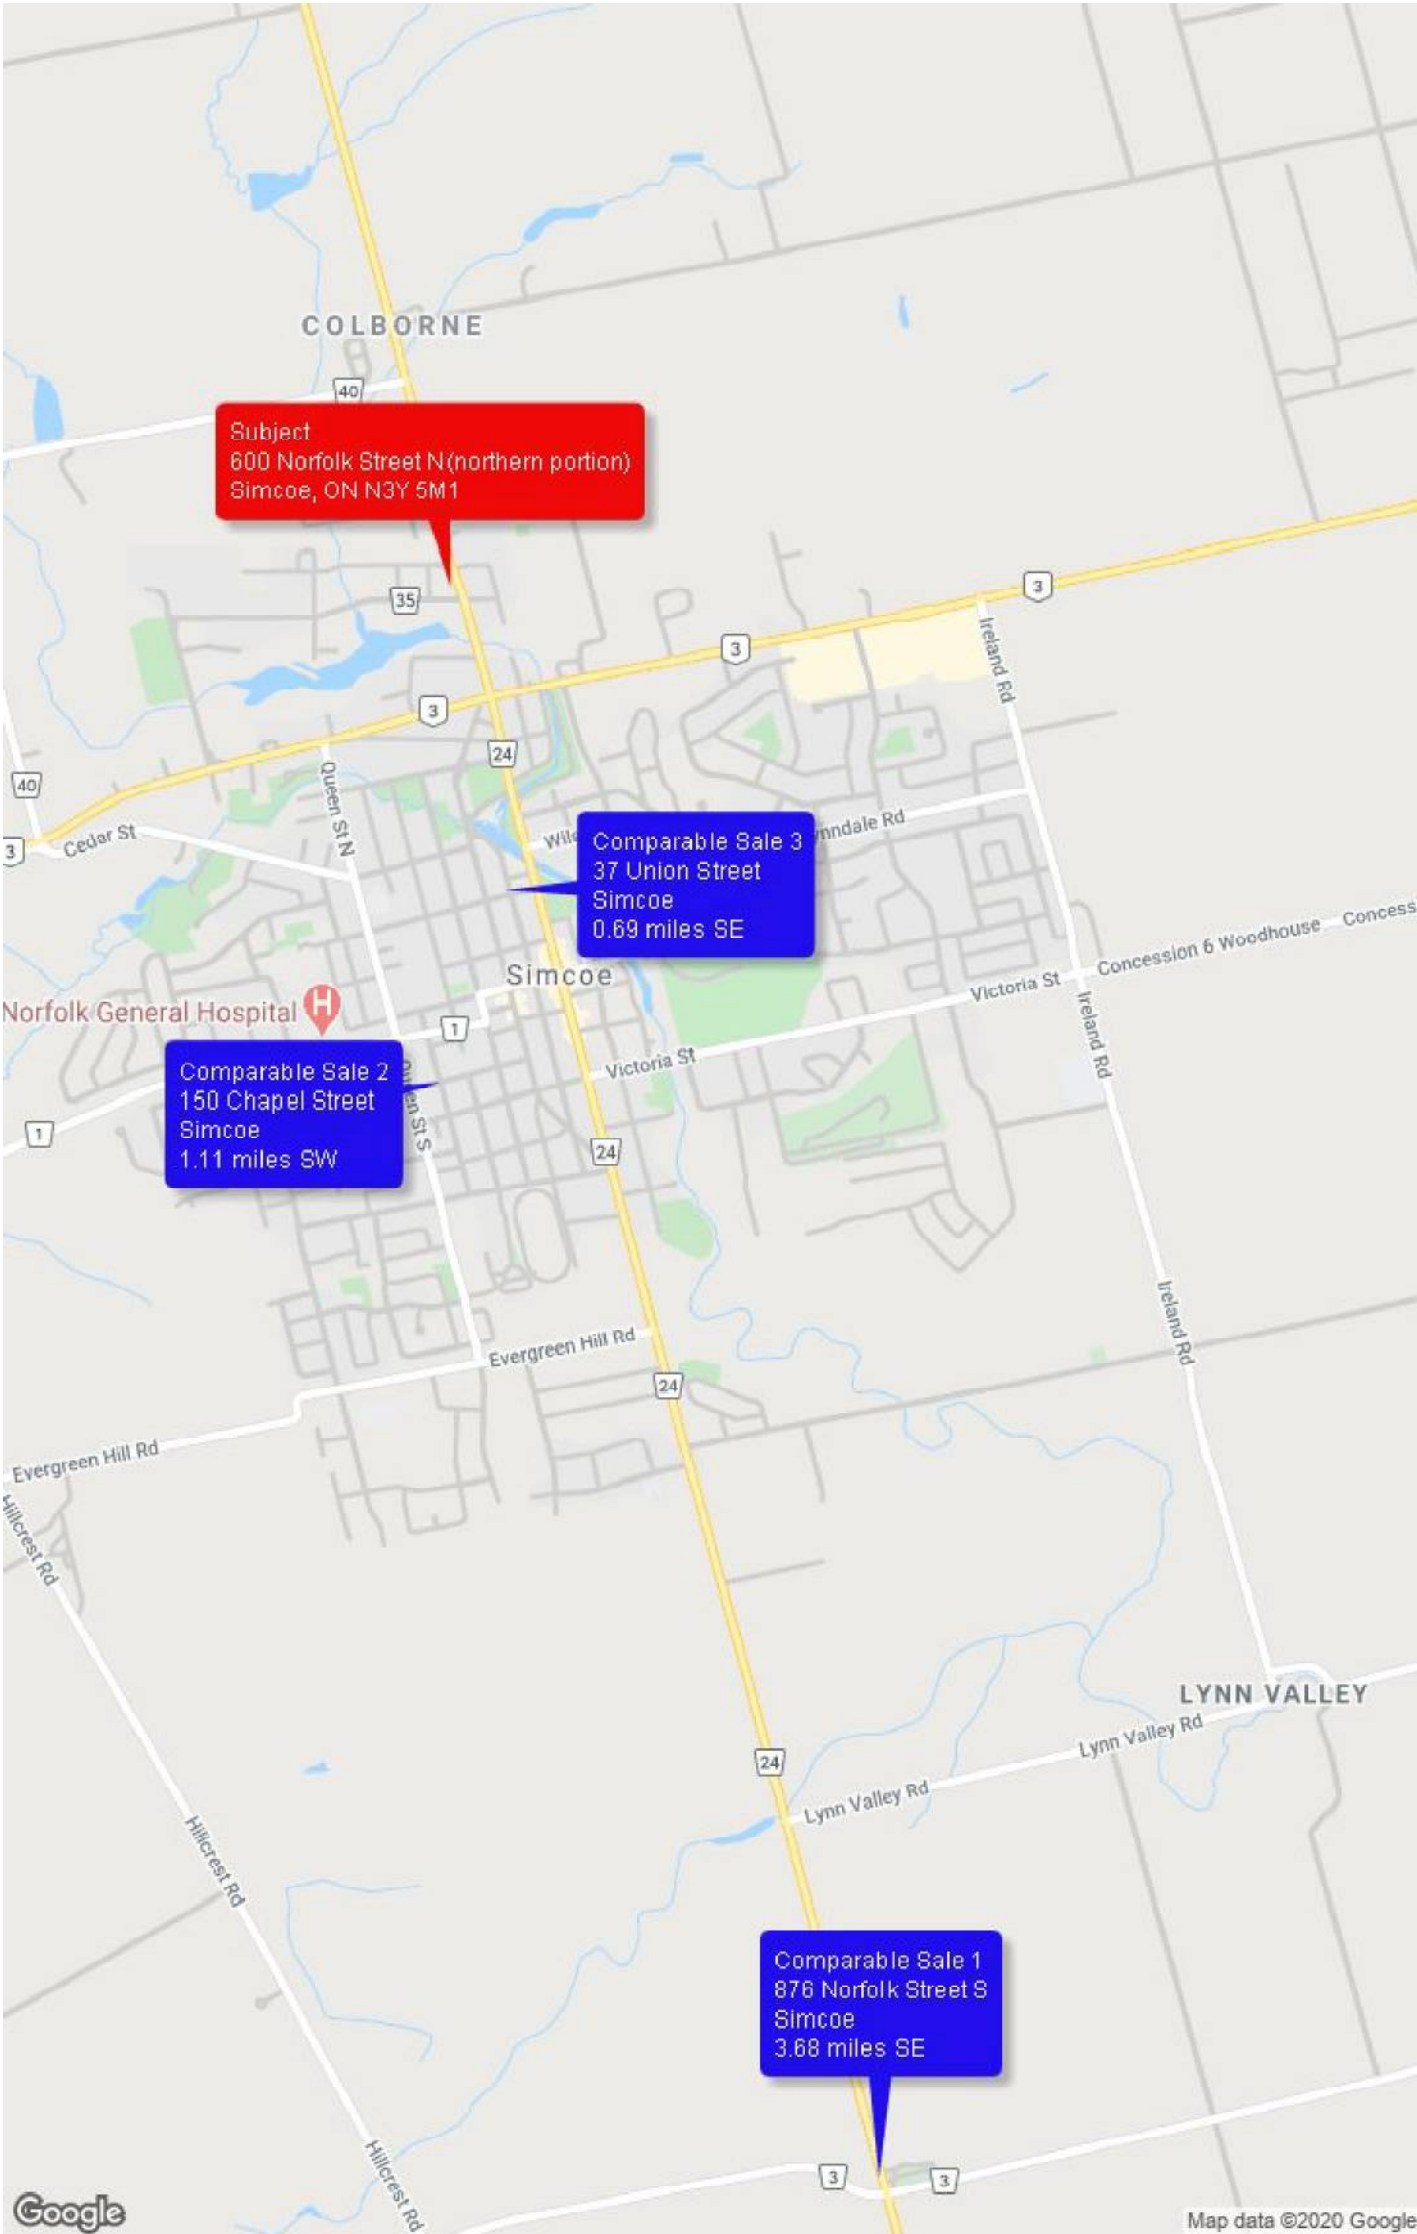 COLBORNE
40
Subject
600 Norfolk Street N(northern portion)
Simcoe, ON N3Y 5M1
35
3
Ireland Rd
3
3
24
40
Queen St N
3
Cedar St
Comparable Sale 3
37 Union Street
Simcoe
0.69 miles SE
Simcoe
Concession 6 Woodhouse
Victoria St
Norfolk General Hospital
H
1
Ireland Rd
Victoria St
Comparable Sale 2
150 Chapel Street
Simcoe
1.11 miles SW
1
24
Ireland Rd
Evergreen Hill Rd
24
Evergreen Hill Rd
Hillcrest Rd
LYNN VALLEY
Lynn Valley Rd
24
Lynn Valley Rd
Hillcrest Rd
Comparable Sale 1
876 Norfolk Street S
Simcoe
3.68 miles SE
3
3
Hillcrest Rd
Google
Map data ©2020 Google